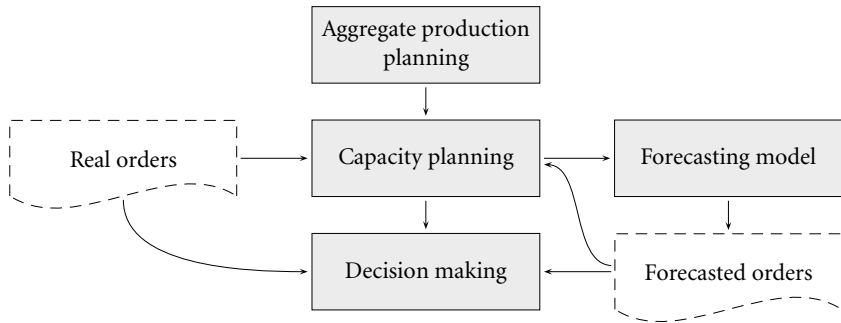 Aggregate production
planning
Real orders
Capacity planning
Forecasting model
Decision making
Forecasted orders